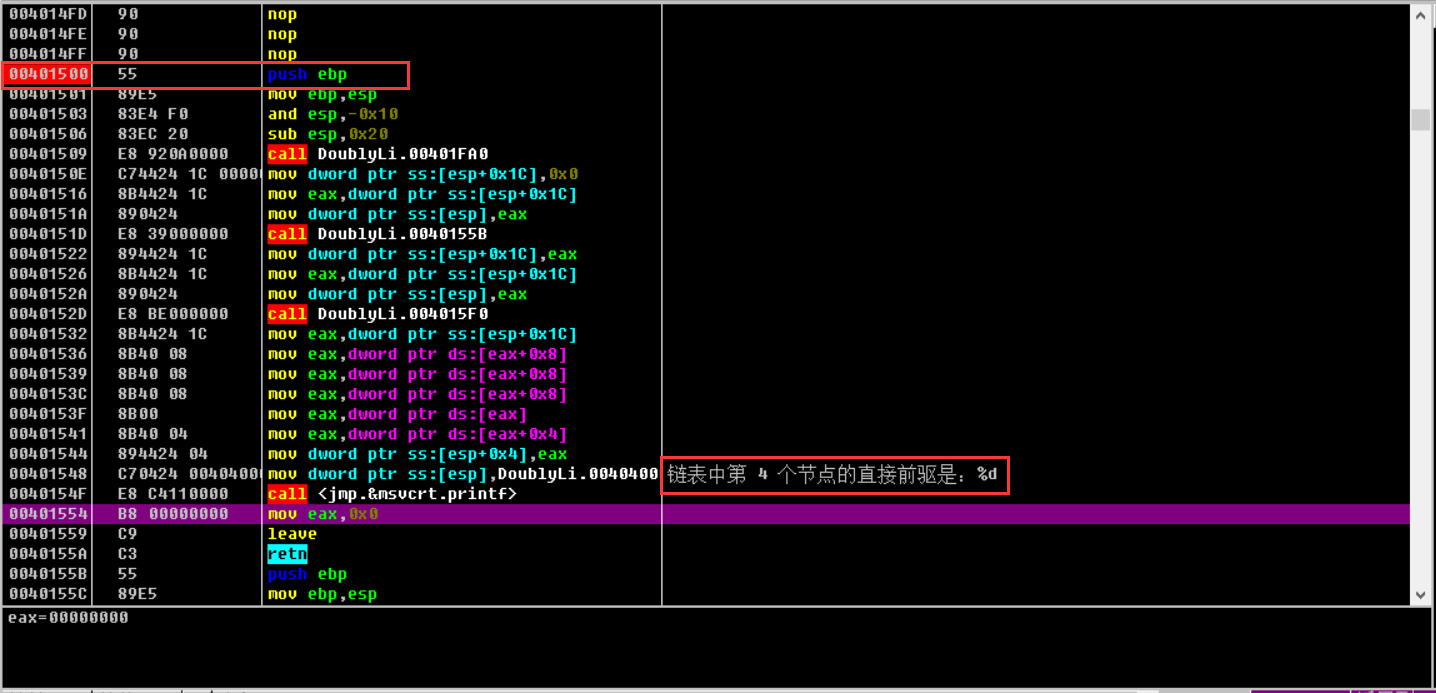 004014FD 90 nop
004014FE 90 nop
004014FF 90 nop
00401500 55 push ebp
00401501 89E5 mov ebp,esp
00401503 83E4 F0 and esp,-0x10
00401506 83EC 20 sub esp,0x20
00401509 E8 920A0000 call DoublyLi.00401FA0
0040150E C74424 1C 0000 mov dword ptr ss:[esp+0x1C],0x0
00401516 8B4424 1C mov eax,dword ptr ss:[esp+0x1C]
0040151A 890424 mov dword ptr ss:[esp],eax
0040151D E8 39000000 call DoublyLi.0040155B
00401522 894424 1C mov dword ptr ss:[esp+0x1C],eax
00401526 8B4424 1C mov eax,dword ptr ss:[esp+0x1C]
0040152A 890424 mov dword ptr ss:[esp],eax
0040152D E8 BE000000 call DoublyLi.004015F0
00401532 8B4424 1C mov eax,dword ptr ss:[esp+0x1C]
00401536 8B40 08 mov eax,dword ptr ds:[eax+0x8]
00401539 8B40 08 mov eax,dword ptr ds:[eax+0x8]
0040153C 8B40 08 mov eax,dword ptr ds:[eax+0x8]
0040153F 8B00 mov eax,dword ptr ds:[eax]
00401541 8B40 04 mov eax,dword ptr ds:[eax+0x4]
00401544 894424 04 mov dword ptr ss:[esp+0x4],eax
00401548 C70424 00404000 mov dword ptr ss:[esp],DoublyLi.0040400 链表中第 4 个节点的直接前驱是：%d
0040154F E8 C4110000 call <jmp.&msvcrt.printf>
00401554 B8 00000000 mov eax,0x0
00401559 C9 leave
0040155A C3 retn
0040155B 55 push ebp
0040155C 89E5 mov ebp,esp
eax=00000000